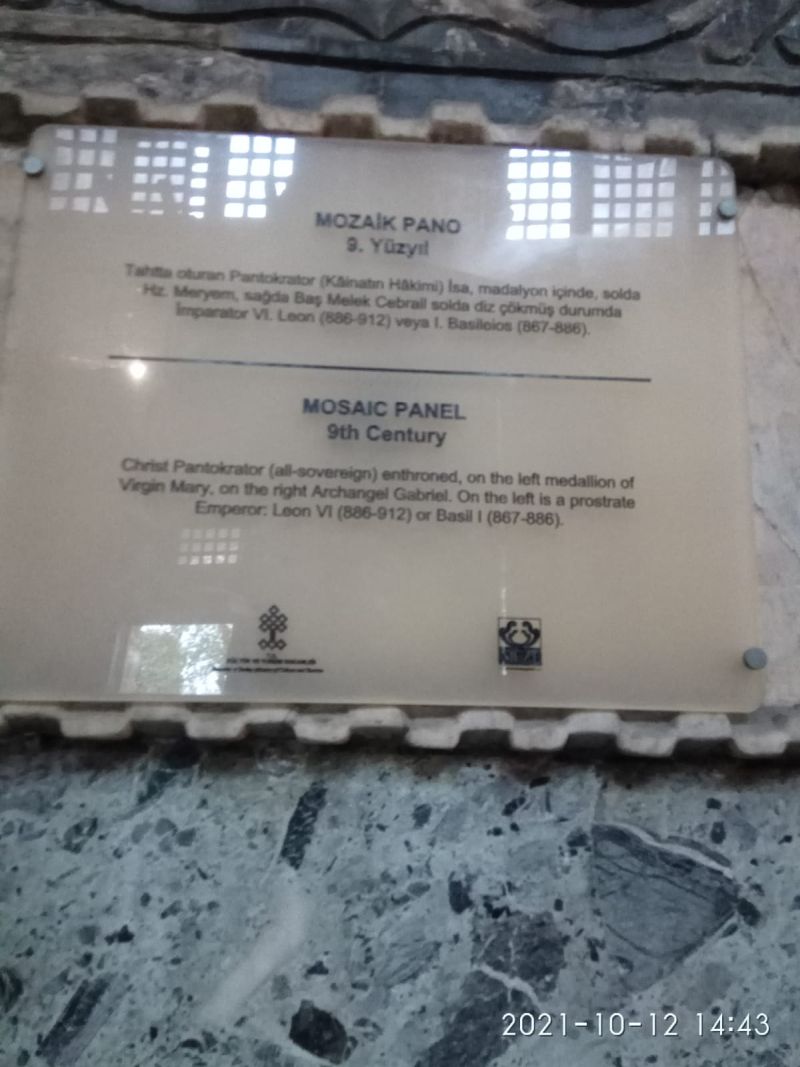 MOZAİK PANO
9. Yüzyıl
Tahtta oturan Pantokrator (Kâinatın Hâkimi) İsa, madalyon içinde, solda
Hz. Meryem, sağda Baş Melek Cebrail solda diz çökmüş durumda
İmparator VI. Leon (886-912) veya I. Basileios (867-886).
MOSAIC PANEL
9th Century
Christ Pantokrator (all-sovereign) enthroned, on the left medallion of
Virgin Mary, on the right Archangel Gabriel. On the left is a prostrate
Emperor: Leon VI (886-912) or Basil I (867-886).
2021-10-12 14:43